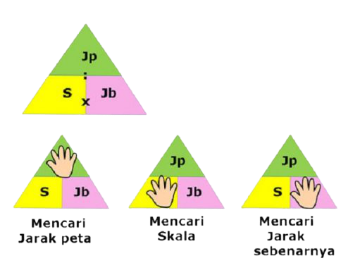 Jp
:
S x Jb
S Jb
Jp
Jb
Jp
S
Mencari
Jarak peta
Mencari
Skala
Mencari
Jarak
sebenarnya